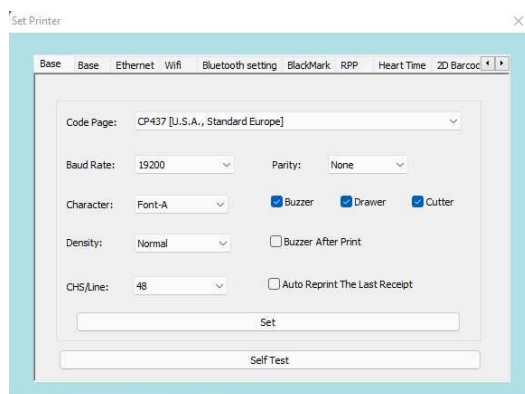 Set Printer
Base Base Ethernet Wifi Bluetooth setting BlackMark RPP Heart Time 2D Barcod
Code Page: CP437 [U.S.A., Standard Europe]
Baud Rate: 19200 Parity: None
Character: Font-A Buzzer Drawer Cutter
Density: Normal Buzzer After Print
CHS/Line: 48 Auto Reprint The Last Receipt
Set
Self Test